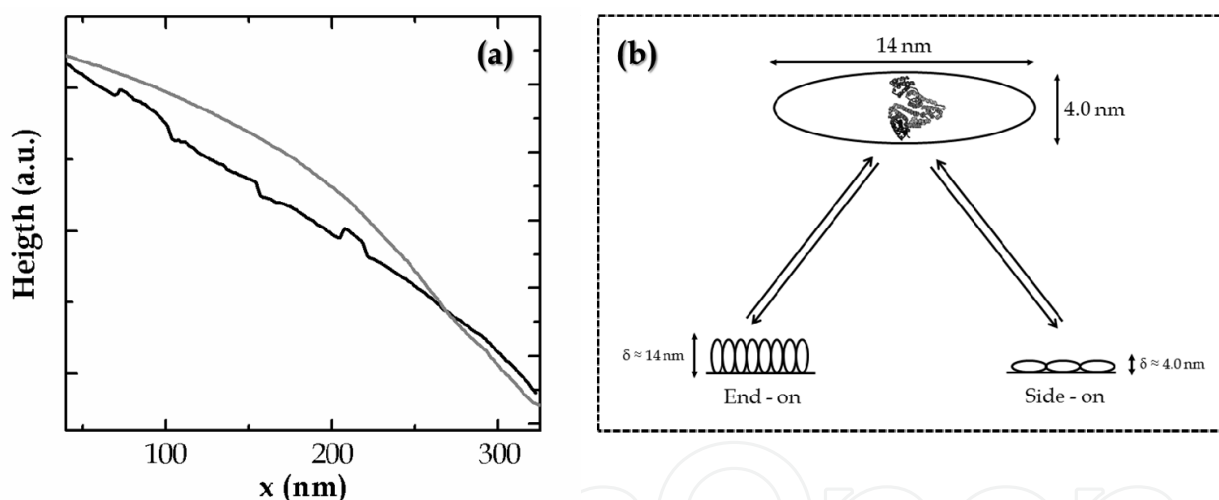 (a)
Heigth (a.u.)
100 200 300
x (nm)
(b)
14 nm
4.0 nm
δ ≈ 14 nm
End - on
δ ≈ 4.0 nm
Side - on